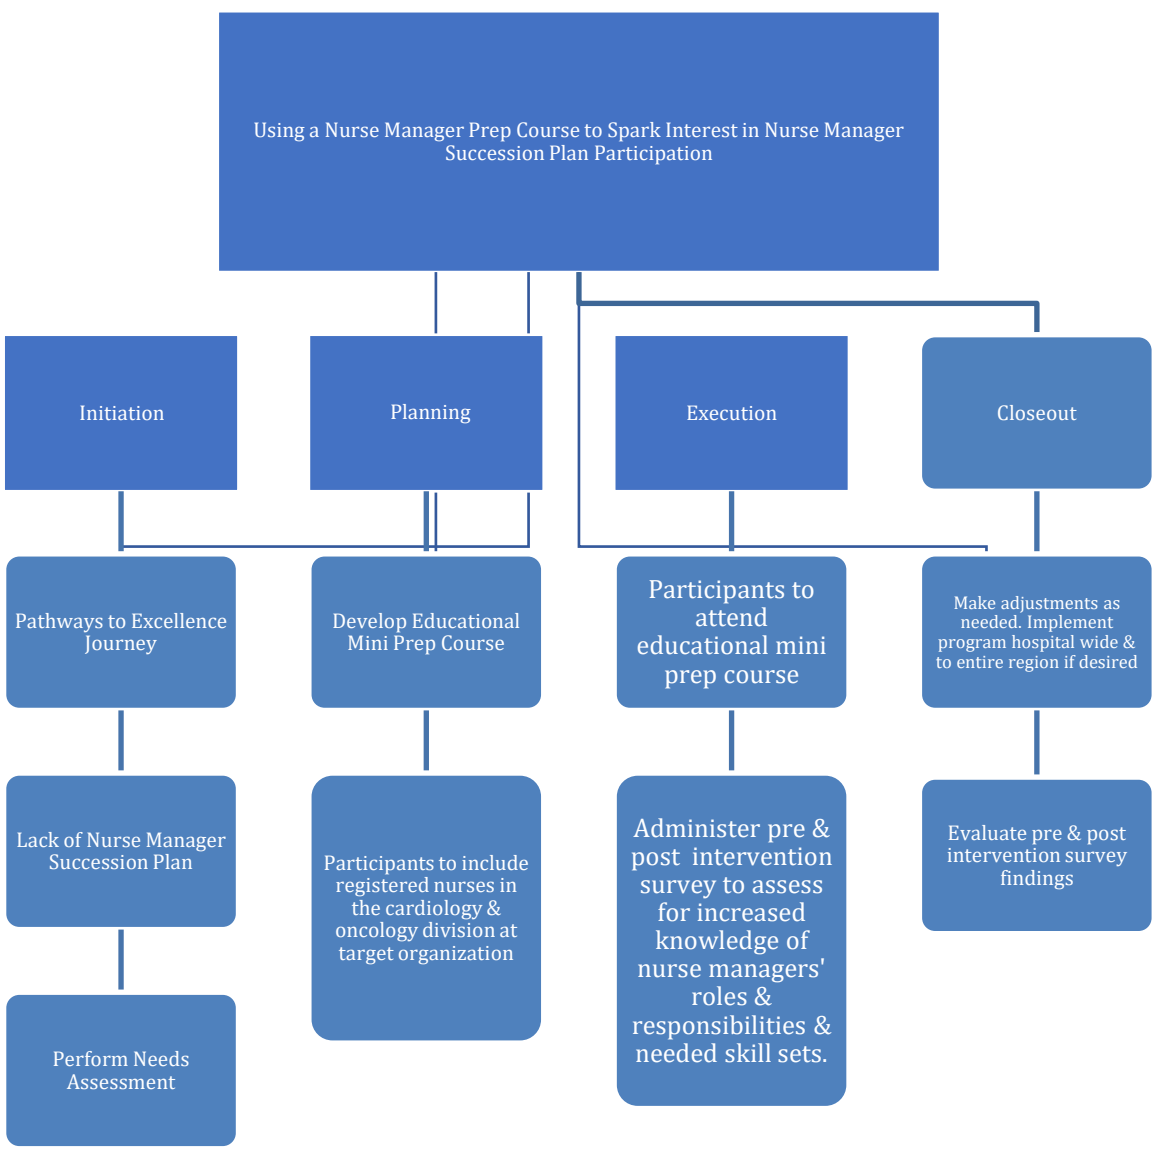 Using a Nurse Manager Prep Course to Spark Interest in Nurse Manager
Succession Plan Participation
Initiation
Planning
Execution
Closeout
Pathways to Excellence
Journey
Develop Educational
Mini Prep Course
Participants to
attend
educational mini
prep course
Make adjustments as
needed. Implement
program hospital wide &
to entire region if desired
Lack of Nurse Manager
Succession Plan
Participants to include
registered nurses in
the cardiology &
oncology division at
target organization
Administer pre &
post intervention
survey to assess
for increased
knowledge of
nurse managers'
roles &
responsibilities &
needed skill sets.
Evaluate pre & post
intervention survey
findings
Perform Needs
Assessment